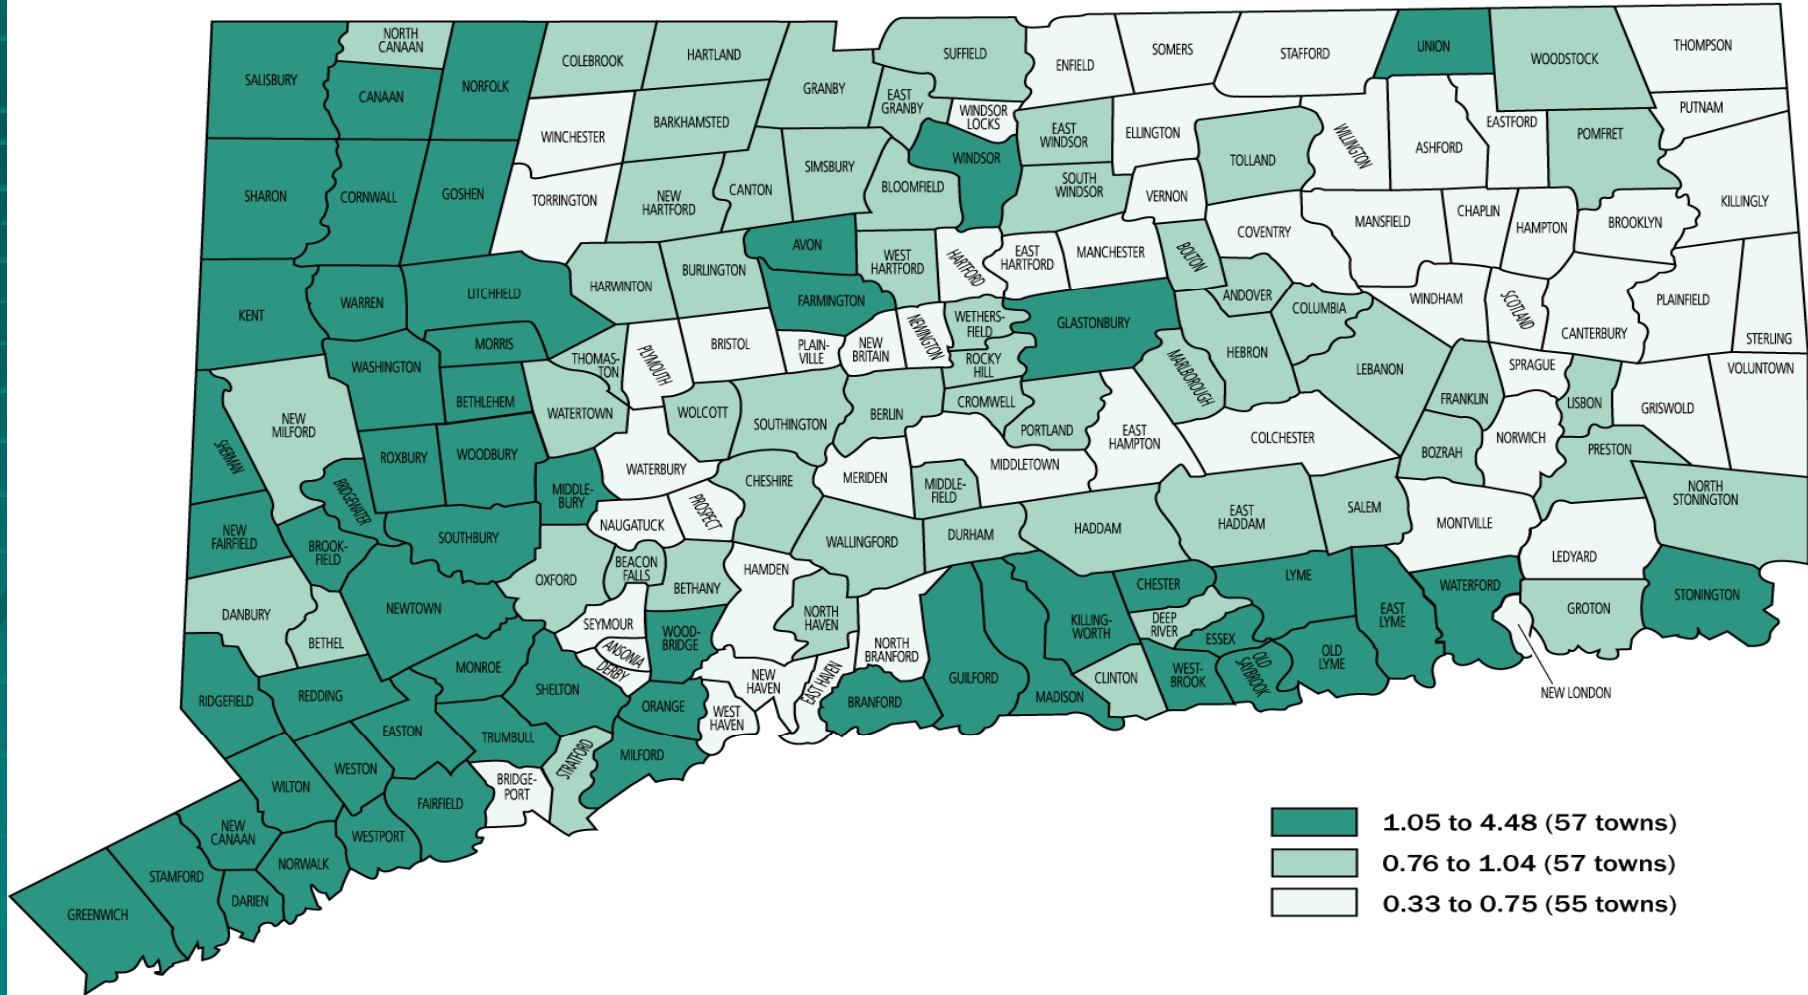 SALISBURY
NORTH
CANAAN
CANAAN
NORFOLK
COLEBROOK
HARTLAND
GRANBY
SUFFIELD
EAST
GRANBY
WINDSOR
LOCKS
ENFIELD
SOMERS
STAFFORD
UNION
WOODSTOCK
THOMPSON
PUTNAM
WINCHESTER
BARKHAMSTED
EAST
WINDSOR
ELLINGTON
WILLINGTON
ASHFORD
EASTFORD
POMFRET
SHARON
CORNWALL
GOSHEN
TORRINGTON
NEW
HARTFORD
CANTON
SIMSBURY
BLOOMFIELD
WINDSOR
SOUTH
WINDSOR
VERNON
TOLLAND
MANSFIELD
CHAPLIN
HAMPTON
BROOKLYN
KILLINGLY
KENT
WARREN
LITCHFIELD
HARWINTON
BURLINGTON
AVON
WEST
HARTFORD
HARTFORD
EAST
HARTFORD
MANCHESTER
BOLTON
COVENTRY
ANDOVER
COLUMBIA
WINDHAM
SCOTLAND
CANTERBURY
PLAINFIELD
STERLING
MORRIS
WASHINGTON
BETHLEHEM
THOMAS-
TON
PLYMOUTH
BRISTOL
FARMINGTON
PLAIN-
VILLE
NEW
BRITAIN
NEWINGTON
WETHERS-
FIELD
ROCKY
HILL
GLASTONBURY
MARLBOROUGH
HEBRON
LEBANON
FRANKLIN
SPRAGUE
LISBON
GRISWOLD
VOLUNTOWN
SHERMAN
NEW
MILFORD
ROXBURY
WOODBURY
WATERTOWN
WOLCOTT
SOUTHINGTON
BERLIN
CROMWELL
PORTLAND
EAST
HAMPTON
COLCHESTER
BOZRAH
NORWICH
PRESTON
NORTH
STONINGTON
BRIDGEWATER
MIDDLE-
BURY
WATERBURY
CHESHIRE
MERIDEN
MIDDLE-
FIELD
MIDDLETOWN
NEW
FAIRFIELD
BROOK-
FIELD
SOUTHBURY
NAUGATUCK
PROSPECT
WALLINGFORD
DURHAM
HADDAM
EAST
HADDAM
SALEM
MONTVILLE
LEDYARD
DANBURY
BETHEL
NEWTOWN
OXFORD
BEACON
FALLS
BETHANY
HAMDEN
NORTH
HAVEN
NORTH
BRANFORD
KILLING-
WORTH
CHESTER
DEEP
RIVER
ESSEX
LYME
EAST
LYME
WATERFORD
GROTON
STONINGTON
SEYMOUR
ANSONIA
DERBY
WOOD-
BRIDGE
RIDGEFIELD
REDDING
MONROE
SHELTON
ORANGE
NEW
HAVEN
WEST
HAVEN
EAST HAVEN
BRANFORD
GUILFORD
MADISON
CLINTON
WEST-
BROOK
OLD
SAYBROOK
OLD
LYME
NEW LONDON
EASTON
TRUMBULL
STRATFORD
MILFORD
WILTON
WESTON
FAIRFIELD
BRIDGE-
PORT
NEW
CANAAN
WESTPORT
NORWALK
STAMFORD
DARIEN
GREENWICH
1.05 to 4.48 (57 towns)
0.76 to 1.04 (57 towns)
0.33 to 0.75 (55 towns)